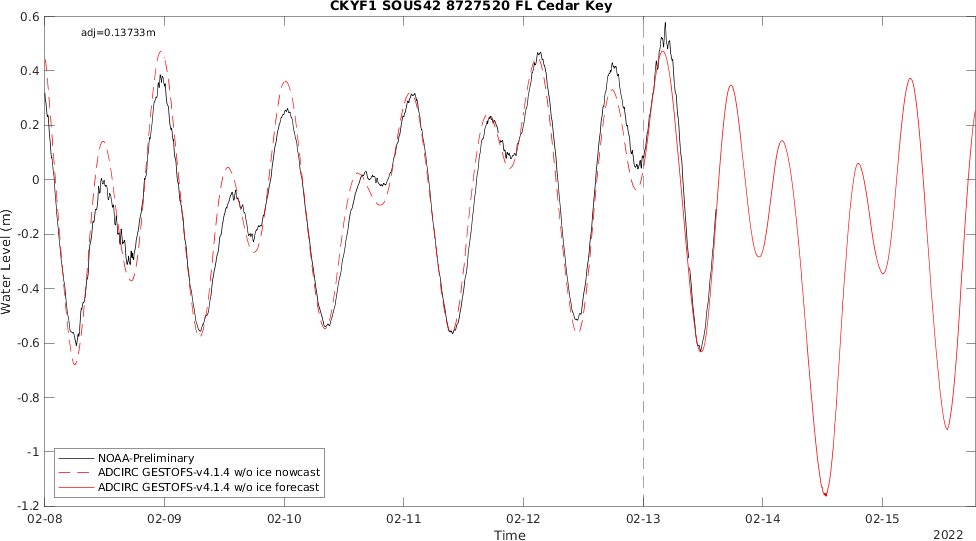 CKYF1 SOUS42 8727520 FL Cedar Key
adj=0.13733m
0.6
0.4
0.2
0
-0.2
-0.4
-0.6
-0.8
-1
-1.2
Water Level (m)
NOAA-Preliminary
ADCIRC GESTOFS-v4.1.4 w/o ice nowcast
ADCIRC GESTOFS-v4.1.4 w/o ice forecast
02-08 02-09 02-10 02-11 02-12 02-13 02-14 02-15
Time
2022